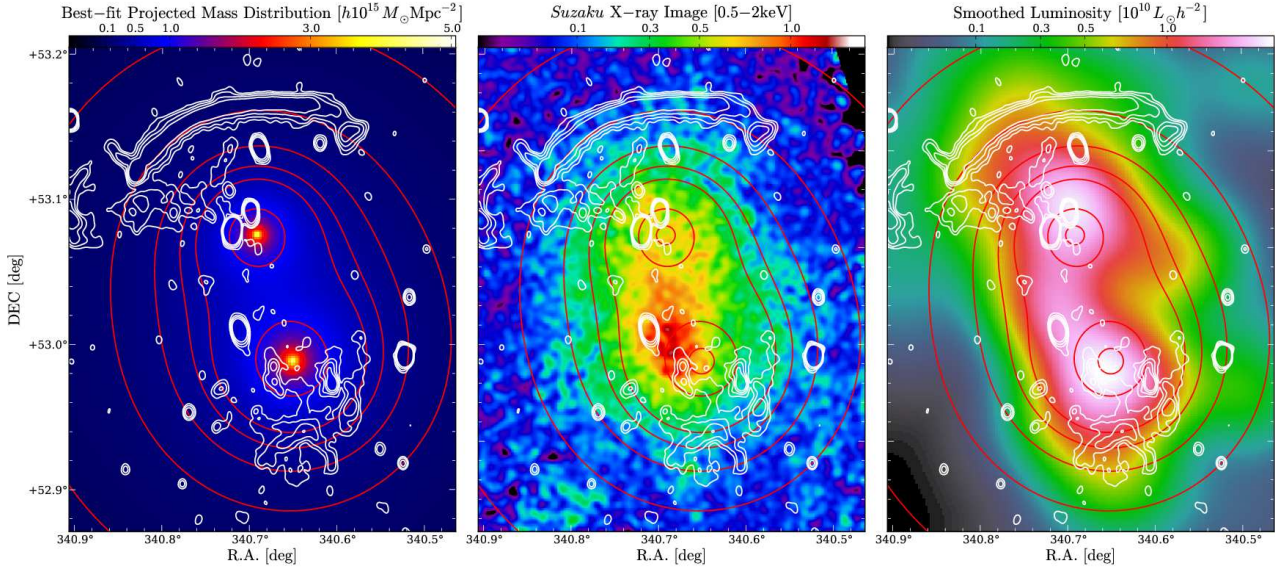 Best−fit Projected Mass Distribution [h10¹⁵ M⊙Mpc⁻²]
0.1 0.5 1.0 3.0 5.0
Suzaku X−ray Image [0.5−2keV]
0.1 0.3 0.5 1.0
Smoothed Luminosity [10¹⁰ L⊙h⁻²]
0.1 0.3 0.5 1.0
+53.2°
+53.1°
+53.0°
+52.9°
DEC [deg]
340.9° 340.8° 340.7° 340.6° 340.5°
R.A. [deg]
340.9° 340.8° 340.7° 340.6° 340.5°
R.A. [deg]
340.9° 340.8° 340.7° 340.6° 340.5°
R.A. [deg]